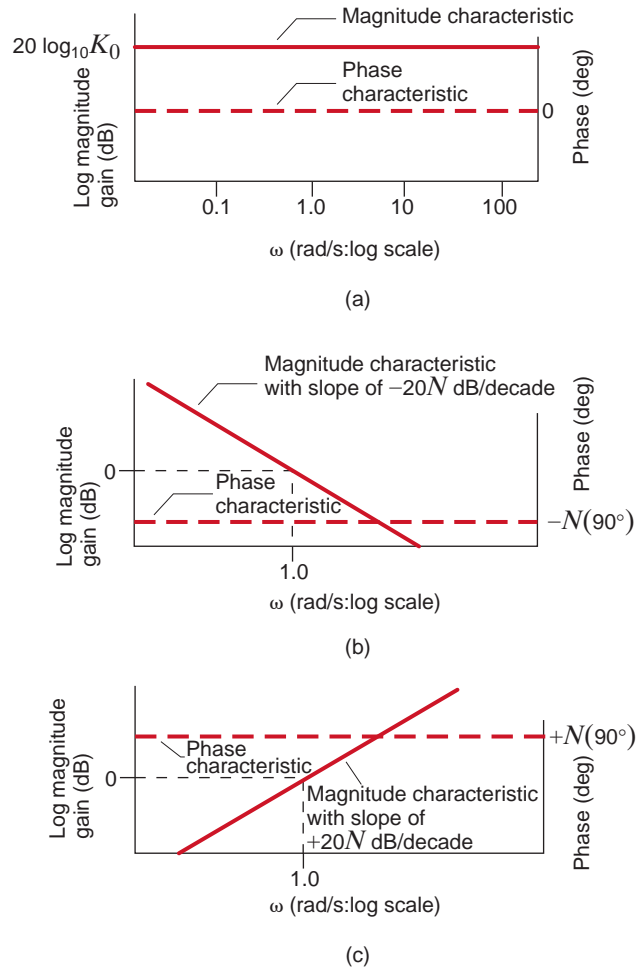 Magnitude characteristic
20 log₁₀K₀
Phase
characteristic
0
Log magnitude
gain (dB)
Phase (deg)
0.1 1.0 10 100
ω (rad/s:log scale)
(a)
Magnitude characteristic
with slope of −20N dB/decade
0
Phase
characteristic
Log magnitude
gain (dB)
Phase (deg)
−N(90°)
1.0
ω (rad/s:log scale)
(b)
+N(90°)
Phase
characteristic
0
Log magnitude
gain (dB)
Magnitude characteristic
with slope of
+20N dB/decade
Phase (deg)
1.0
ω (rad/s:log scale)
(c)